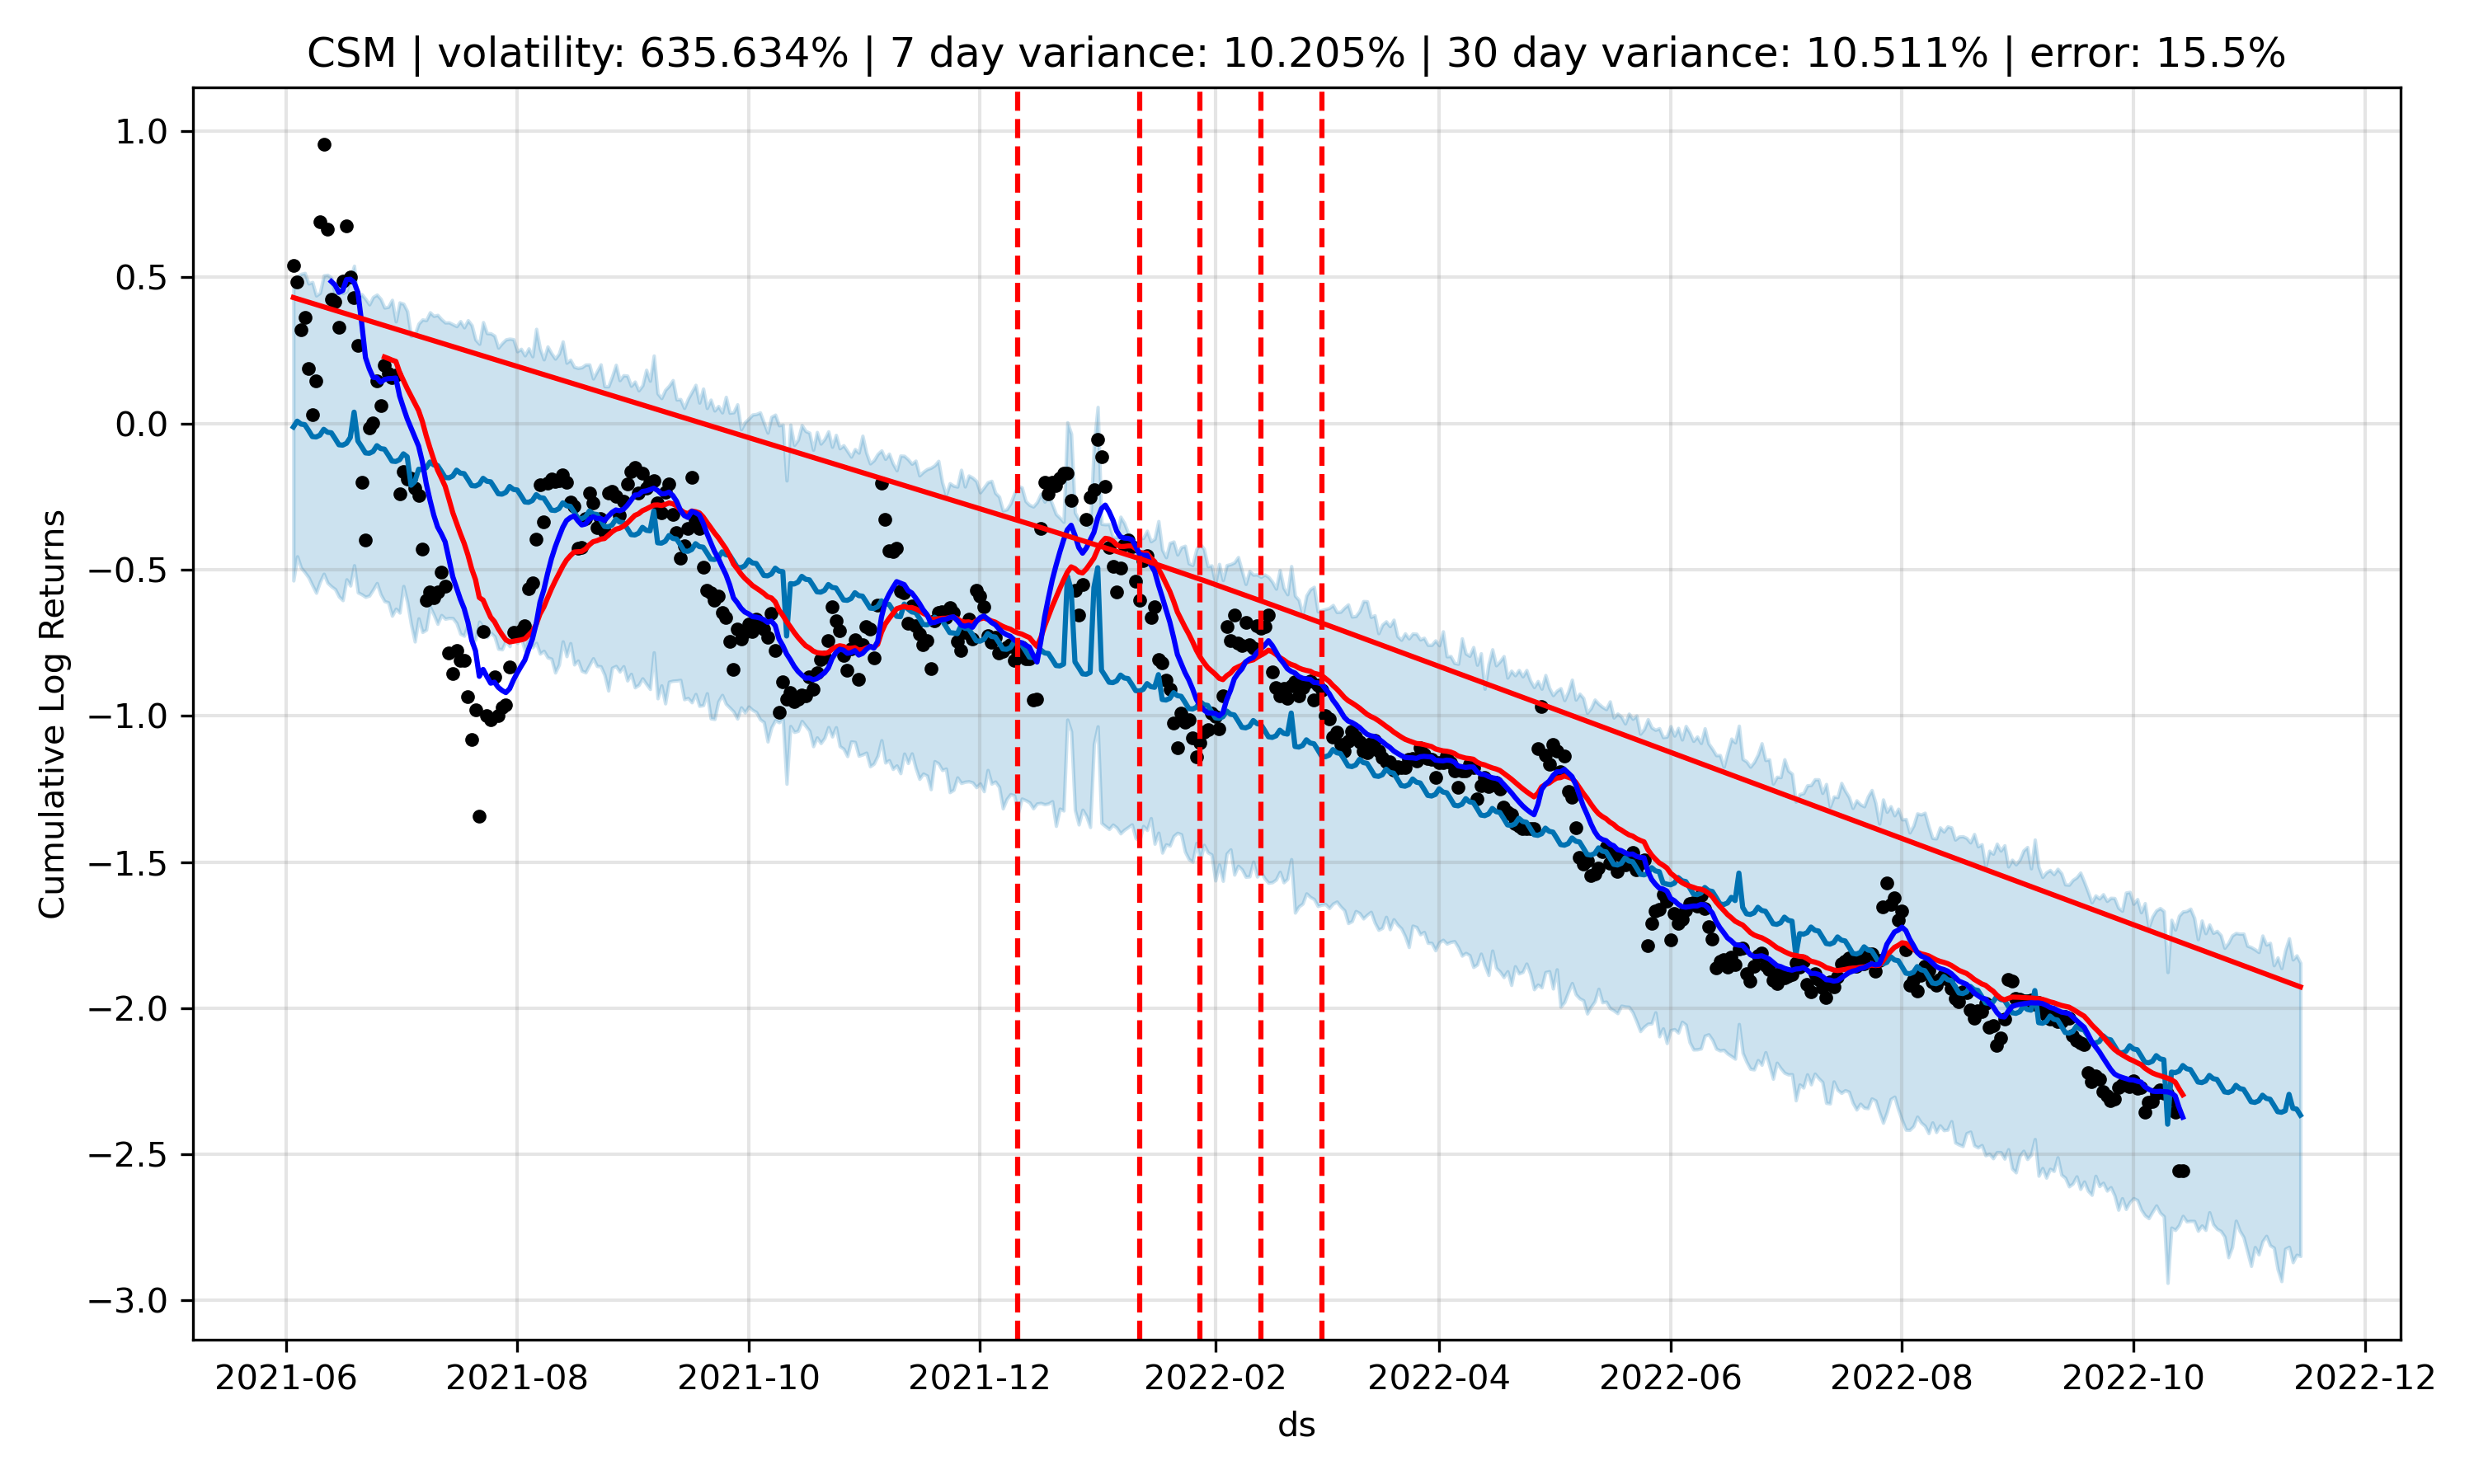 CSM | volatility: 635.634% | 7 day variance: 10.205% | 30 day variance: 10.511% | error: 15.5%
Cumulative Log Returns
1.0
0.5
0.0
−0.5
−1.0
−1.5
−2.0
−2.5
−3.0
2021-06 2021-08 2021-10 2021-12 2022-02 2022-04 2022-06 2022-08 2022-10 2022-12
ds